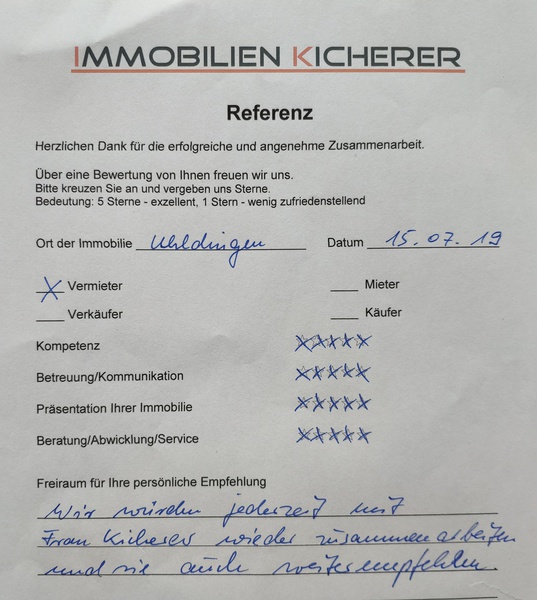 IMMOBILIEN KICHERER
Referenz
Herzlichen Dank für die erfolgreiche und angenehme Zusammenarbeit.
Über eine Bewertung von Ihnen freuen wir uns.
Bitte kreuzen Sie an und vergeben uns Sterne.
Bedeutung: 5 Sterne - exzellent, 1 Stern - wenig zufriedenstellend
Ort der Immobilie Uhldingen Datum 15.07.19
X Vermieter ___ Mieter
___ Verkäufer ___ Käufer
Kompetenz XXXXX
Betreuung/Kommunikation XXXXX
Präsentation Ihrer Immobilie XXXXX
Beratung/Abwicklung/Service XXXXX
Freiraum für Ihre persönliche Empfehlung
Wir würden jederzeit mit
Frau Kicherer wieder zusammenarbeiten
und sie auch weiterempfehlen.